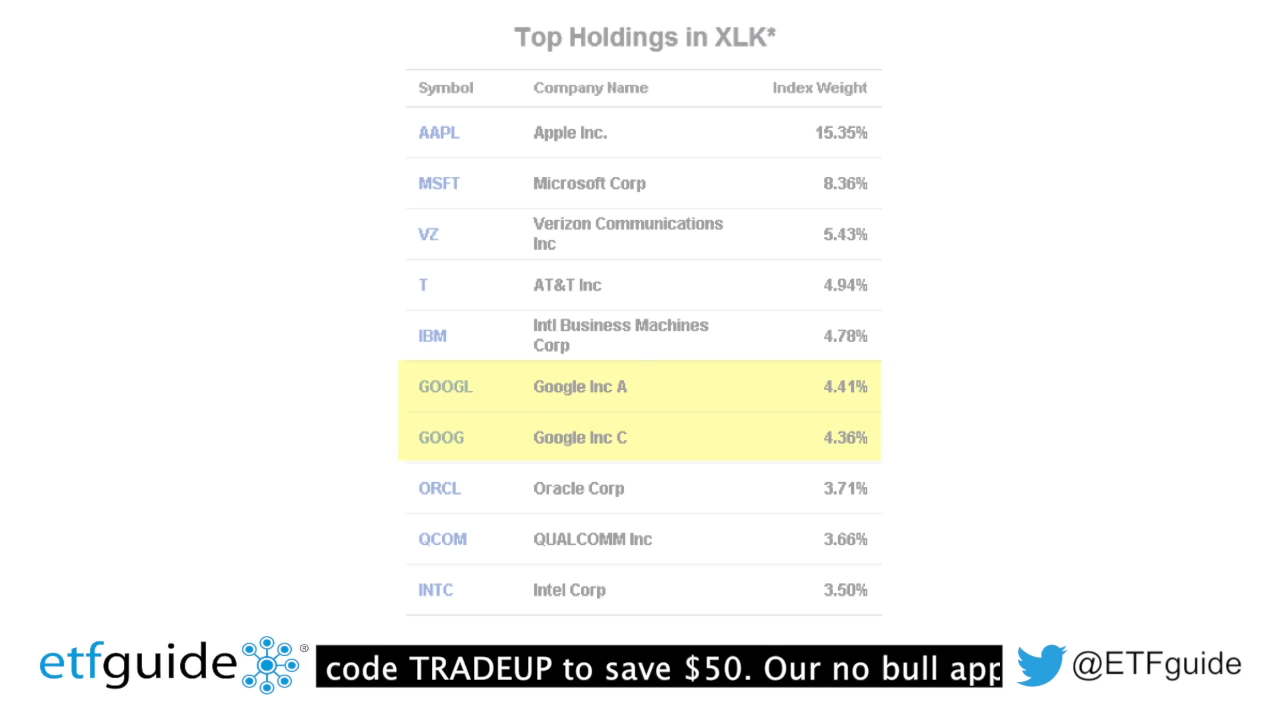 Top Holdings in XLK*
Symbol Company Name Index Weight
AAPL Apple Inc. 15.35%
MSFT Microsoft Corp 8.36%
VZ Verizon Communications Inc 5.43%
T AT&T Inc 4.94%
IBM Intl Business Machines Corp 4.78%
GOOGL Google Inc A 4.41%
GOOG Google Inc C 4.36%
ORCL Oracle Corp 3.71%
QCOM QUALCOMM Inc 3.66%
INTC Intel Corp 3.50%
etfguide ® code TRADEUP to save $50. Our no bull app @ETFguide